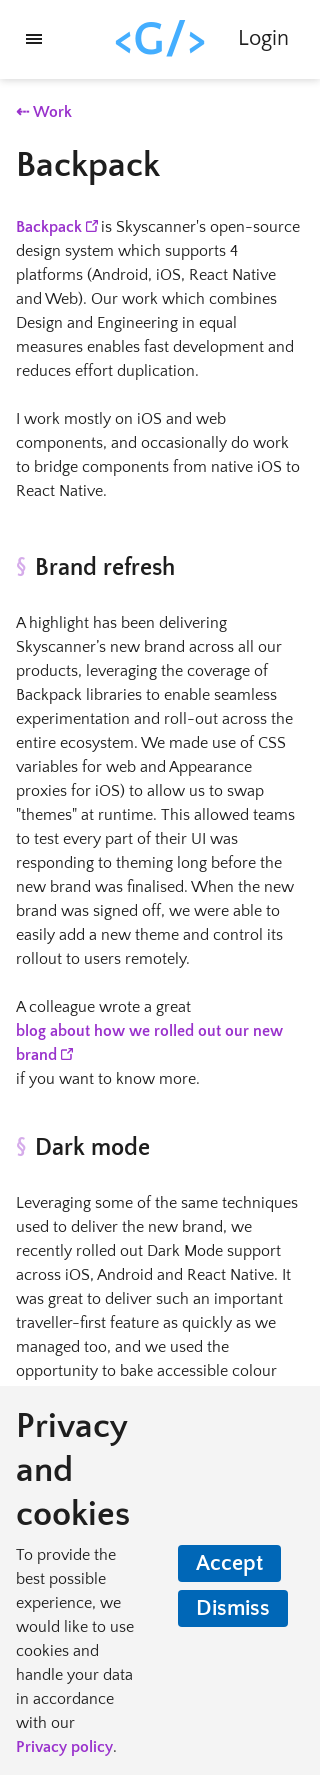 <G/>
Login
⇠ Work
Backpack
Backpack is Skyscanner's open-source
design system which supports 4
platforms (Android, iOS, React Native
and Web). Our work which combines
Design and Engineering in equal
measures enables fast development and
reduces effort duplication.
I work mostly on iOS and web
components, and occasionally do work
to bridge components from native iOS to
React Native.
§ Brand refresh
A highlight has been delivering
Skyscanner’s new brand across all our
products, leveraging the coverage of
Backpack libraries to enable seamless
experimentation and roll-out across the
entire ecosystem. We made use of CSS
variables for web and Appearance
proxies for iOS) to allow us to swap
"themes" at runtime. This allowed teams
to test every part of their UI was
responding to theming long before the
new brand was finalised. When the new
brand was signed off, we were able to
easily add a new theme and control its
rollout to users remotely.
A colleague wrote a great
blog about how we rolled out our new
brand
if you want to know more.
§ Dark mode
Leveraging some of the same techniques
used to deliver the new brand, we
recently rolled out Dark Mode support
across iOS, Android and React Native. It
was great to deliver such an important
traveller-first feature as quickly as we
managed too, and we used the
opportunity to bake accessible colour
Privacy
and
cookies
To provide the
best possible
experience, we
would like to use
cookies and
handle your data
in accordance
with our
Privacy policy.
Accept
Dismiss